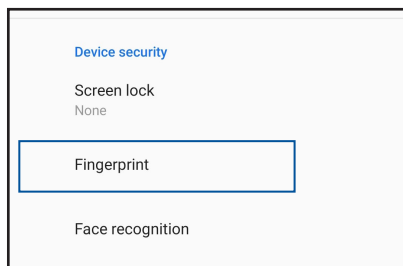 Device security
Screen lock
None
Fingerprint
Face recognition